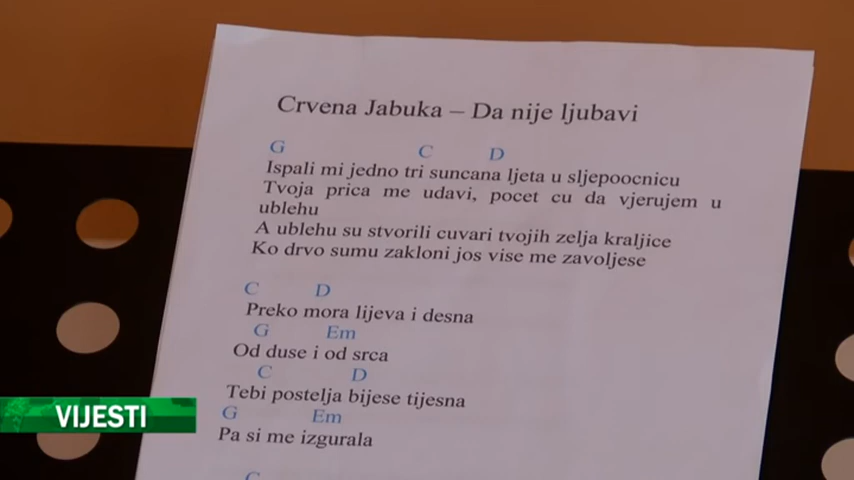 Crvena Jabuka – Da nije ljubavi
G C D
Ispali mi jedno tri suncana ljeta u sljepoocnicu
Tvoja prica me udavi, pocet cu da vjerujem u
ublehu
A ublehu su stvorili cuvari tvojih zelja kraljice
Ko drvo sumu zakloni jos vise me zavoljese
C D
Preko mora lijeva i desna
G Em
Od duse i od srca
C D
Tebi postelja bijese tijesna
G Em
Pa si me izgurala
C
VIJESTI